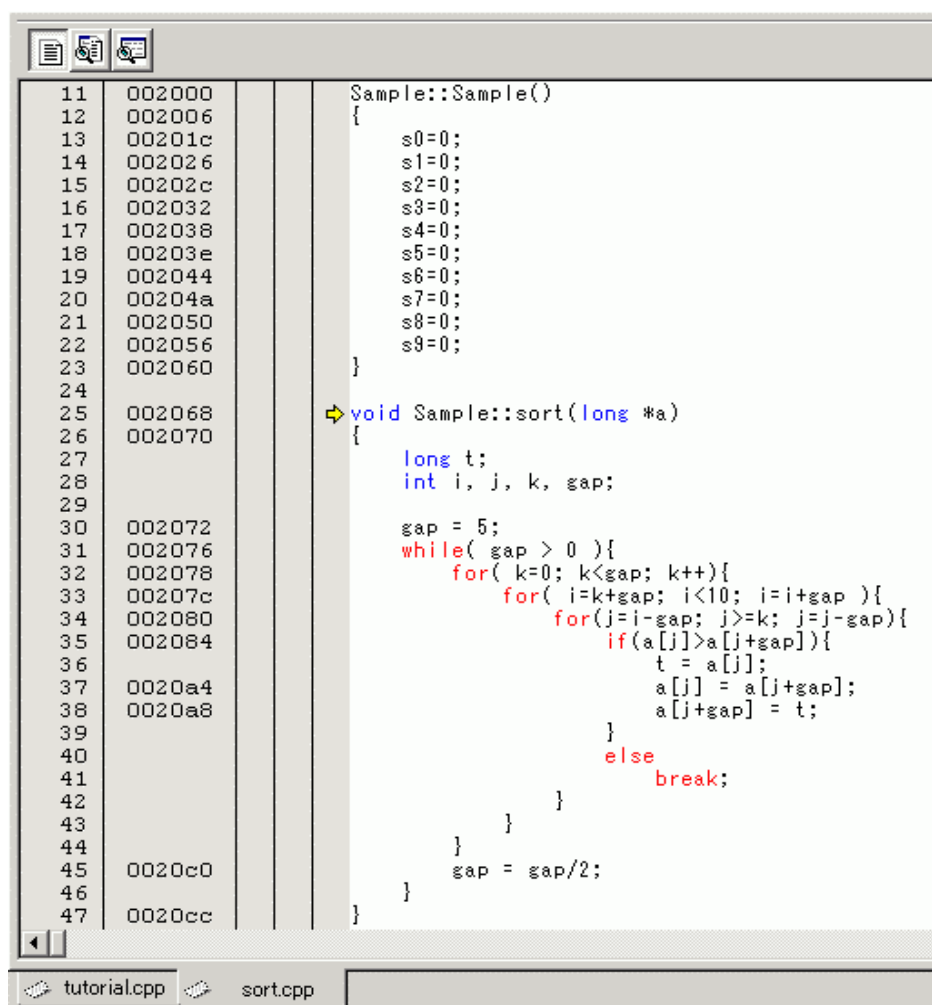 11 002000 Sample::Sample()
12 002006 {
13 00201c s0=0;
14 002026 s1=0;
15 00202c s2=0;
16 002032 s3=0;
17 002038 s4=0;
18 00203e s5=0;
19 002044 s6=0;
20 00204a s7=0;
21 002050 s8=0;
22 002056 s9=0;
23 002060 }
24
25 002068 void Sample::sort(long *a)
26 002070 {
27 long t;
28 int i, j, k, gap;
29
30 002072 gap = 5;
31 002076 while( gap > 0 ){
32 002078 for( k=0; k<gap; k++){
33 00207c for( i=k+gap; i<10; i=i+gap ){
34 002080 for(j=i-gap; j>=k; j=j-gap){
35 002084 if(a[j]>a[j+gap]){
36 t = a[j];
37 0020a4 a[j] = a[j+gap];
38 0020a8 a[j+gap] = t;
39 }
40 else
41 break;
42 }
43 }
44 }
45 0020c0 gap = gap/2;
46 }
47 0020cc }
tutorial.cpp sort.cpp